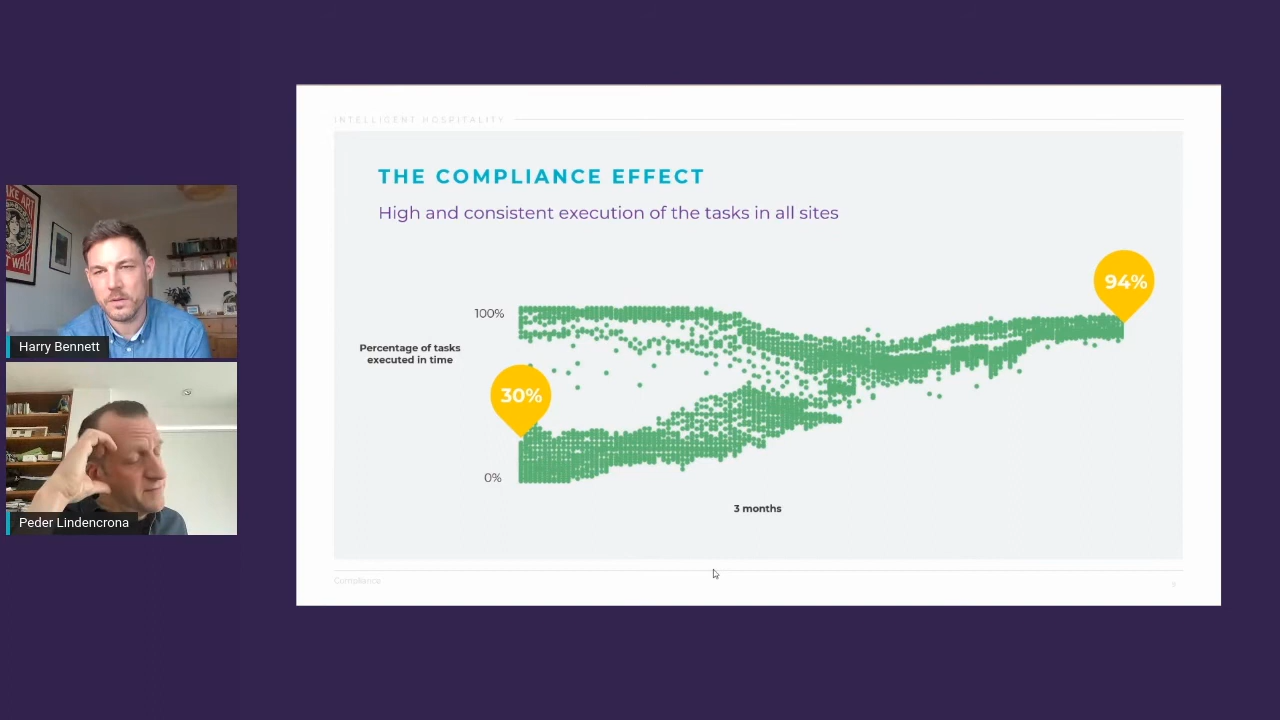 INTELLIGENT HOSPITALITY
THE COMPLIANCE EFFECT
High and consistent execution of the tasks in all sites
94%
100%
Percentage of tasks
executed in time
30%
0%
3 months
Compliance
Harry Bennett
Peder Lindencrona